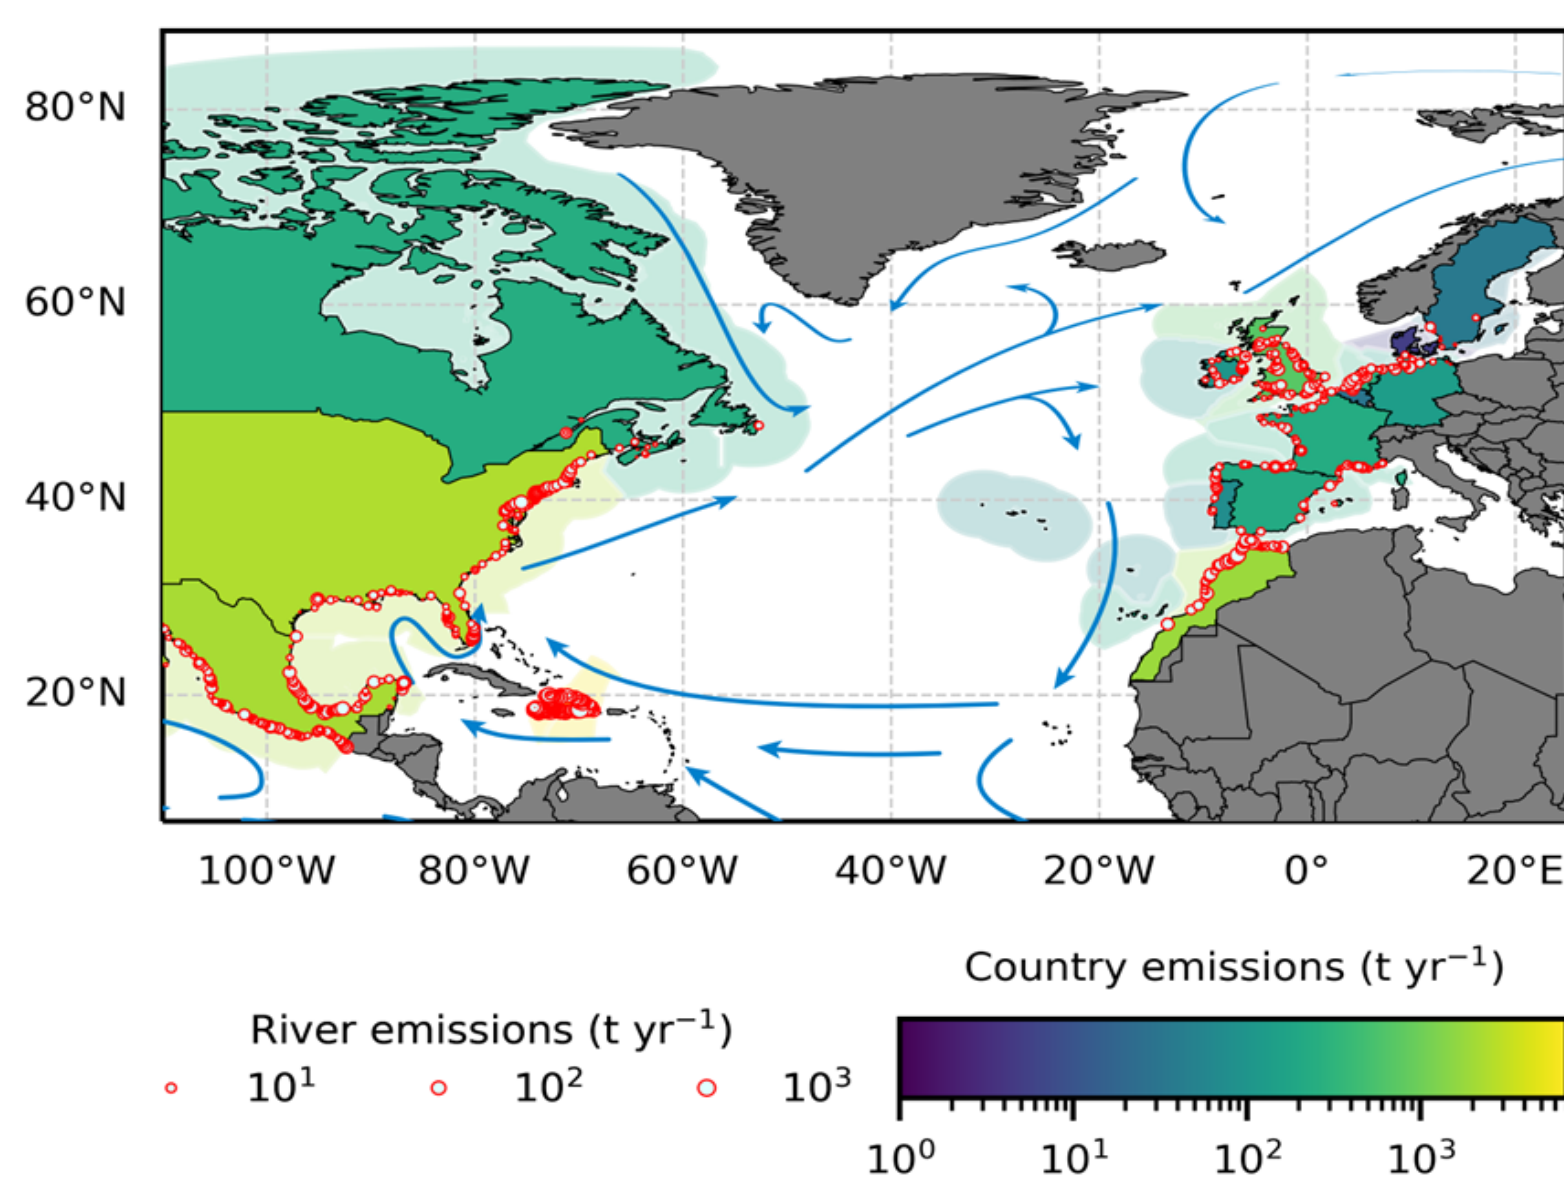 80°N
60°N
40°N
20°N
100°W 80°W 60°W 40°W 20°W 0° 20°E
Country emissions (t yr⁻¹)
River emissions (t yr⁻¹)
10¹ 10² 10³
10⁰ 10¹ 10² 10³